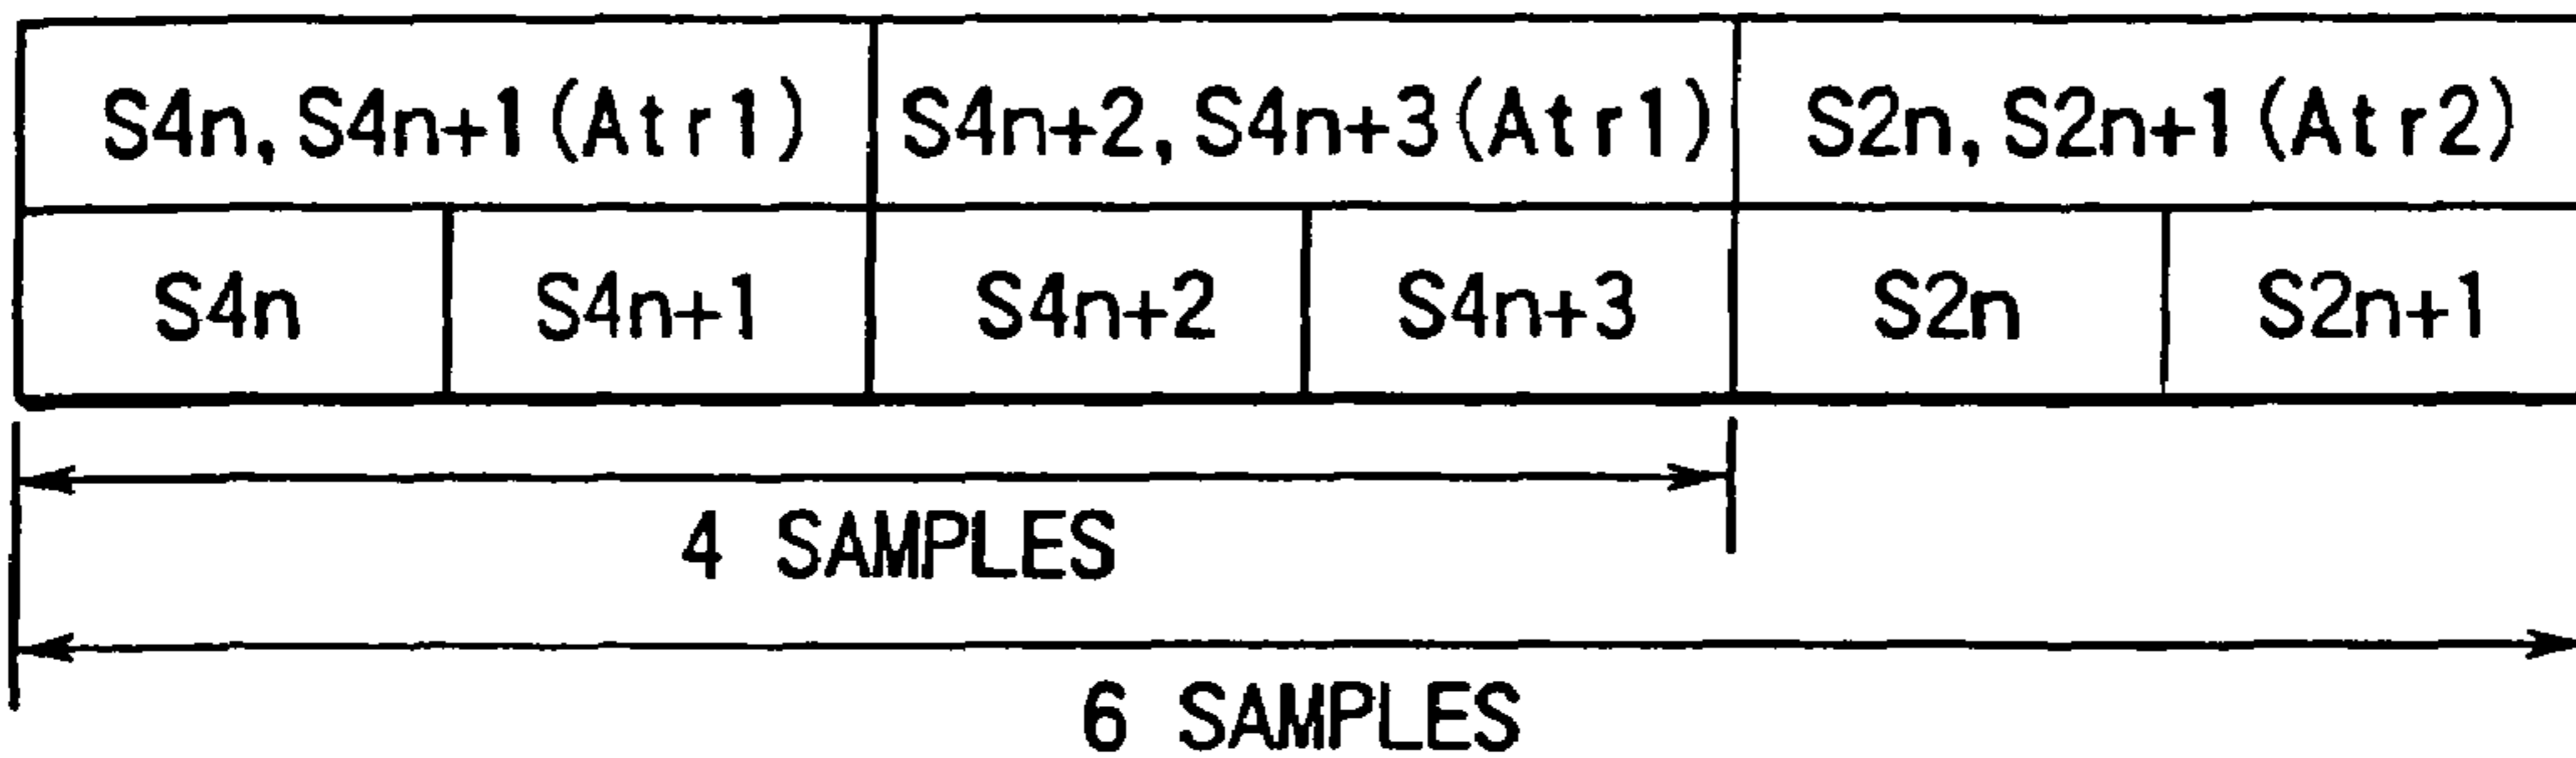 S4n, S4n+1(Atr1) S4n+2, S4n+3(Atr1) S2n, S2n+1(Atr2)
S4n S4n+1 S4n+2 S4n+3 S2n S2n+1
4 SAMPLES
6 SAMPLES